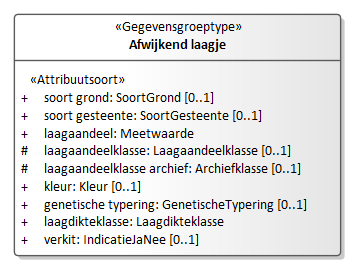 «Gegevensgroeptype»
Afwijkend laagje
«Attribuutsoort»
+ soort grond: SoortGrond [0..1]
+ soort gesteente: SoortGesteente [0..1]
+ laagaandeel: Meetwaarde
# laagaandeelklasse: Laagaandeelklasse [0..1]
# laagaandeelklasse archief: Archiefklasse [0..1]
+ kleur: Kleur [0..1]
+ genetische typering: GenetischeTypering [0..1]
+ laagdikteklasse: Laagdikteklasse
+ verkit: IndicatieJaNee [0..1]